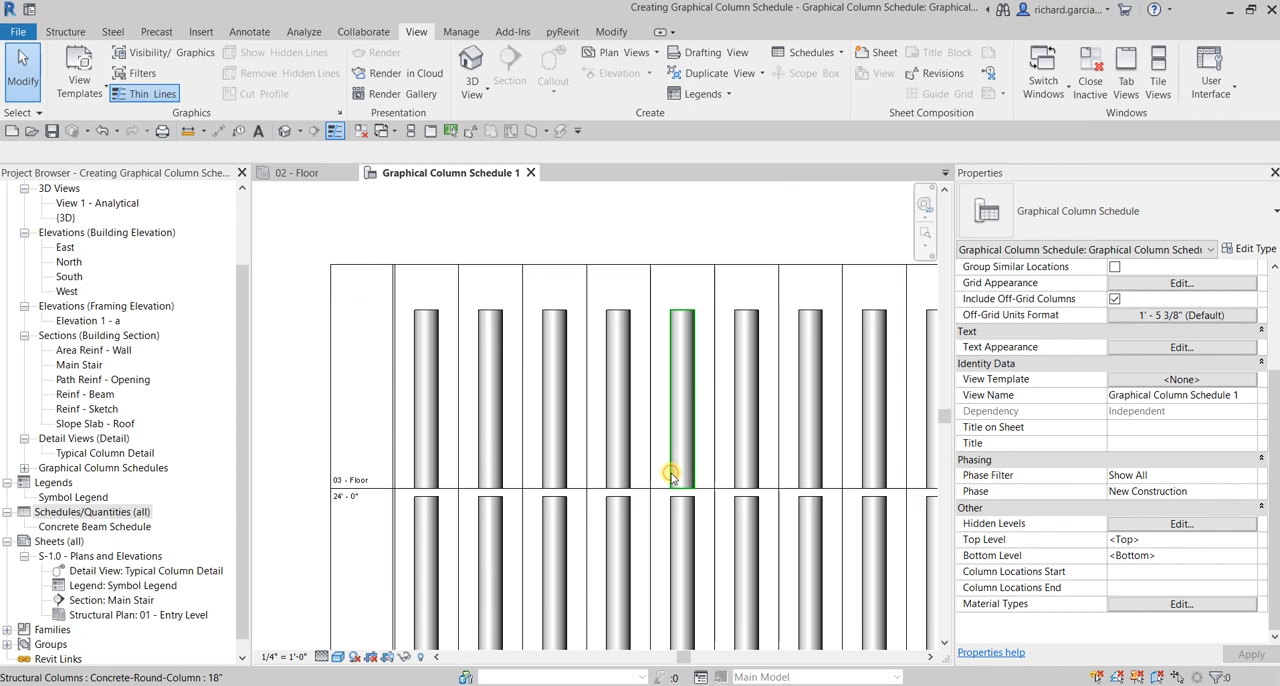 Creating Graphical Column Schedule - Graphical Column Schedule: Graphical...
richard.garcia...
File
Structure
Steel
Precast
Insert
Annotate
Analyze
Collaborate
View
Manage
Add-Ins
pyRevit
Modify
Modify
View Templates
Visibility/ Graphics
Filters
Thin Lines
Show Hidden Lines
Remove Hidden Lines
Cut Profile
Render
Render in Cloud
Render Gallery
3D View
Section
Callout
Plan Views
Elevation
Drafting View
Duplicate View
Legends
Schedules
Scope Box
Sheet
View
Title Block
Revisions
Guide Grid
Switch Windows
Close Inactive
Tab Views
Tile Views
User Interface
Select
Graphics
Presentation
Create
Sheet Composition
Windows
Project Browser - Creating Graphical Column Sche...
02 - Floor
Graphical Column Schedule 1
Properties
3D Views
View 1 - Analytical
{3D}
Elevations (Building Elevation)
East
North
South
West
Elevations (Framing Elevation)
Elevation 1 - a
Sections (Building Section)
Area Reinf - Wall
Main Stair
Path Reinf - Opening
Reinf - Beam
Reinf - Sketch
Slope Slab - Roof
Detail Views (Detail)
Typical Column Detail
Graphical Column Schedules
Legends
Symbol Legend
Schedules/Quantities (all)
Concrete Beam Schedule
Sheets (all)
S-1.0 - Plans and Elevations
Detail View: Typical Column Detail
Legend: Symbol Legend
Section: Main Stair
Structural Plan: 01 - Entry Level
Families
Groups
Revit Links
03 - Floor
24' - 0"
Graphical Column Schedule
Graphical Column Schedule: Graphical Column Schedu
Edit Type
Group Similar Locations
Grid Appearance Edit...
Include Off-Grid Columns
Off-Grid Units Format 1' - 5 3/8" (Default)
Text
Text Appearance Edit...
Identity Data
View Template <None>
View Name Graphical Column Schedule 1
Dependency Independent
Title on Sheet
Title
Phasing
Phase Filter Show All
Phase New Construction
Other
Hidden Levels Edit...
Top Level <Top>
Bottom Level <Bottom>
Column Locations Start
Column Locations End
Material Types Edit...
Properties help
Apply
1/4" = 1'-0"
Structural Columns : Concrete-Round-Column : 18"
:0
Main Model
:0